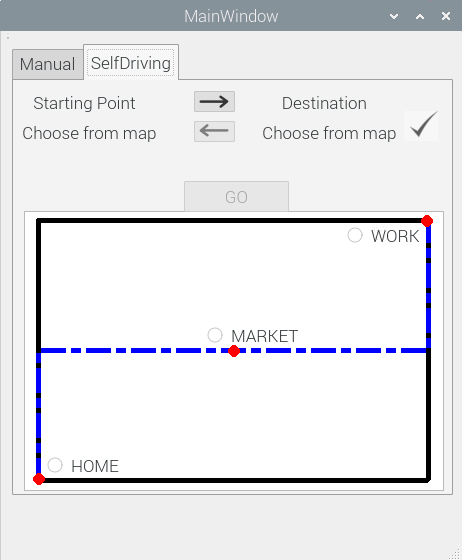 MainWindow
Manual
SelfDriving
Starting Point
Destination
Choose from map
Choose from map
GO
WORK
MARKET
HOME